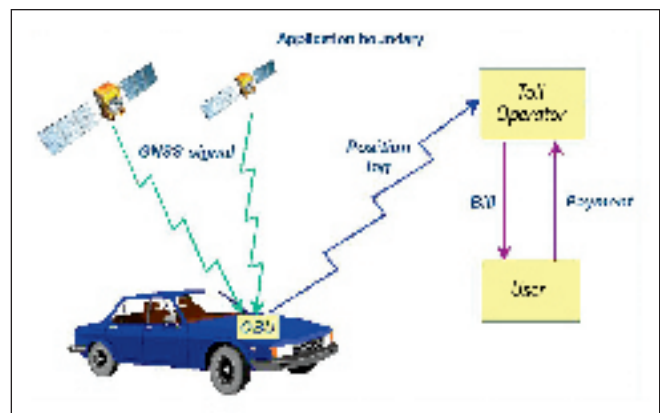 Application boundary
Toll
Operator
GNSS signal
Position
log
Bill
Payment
User
OBU